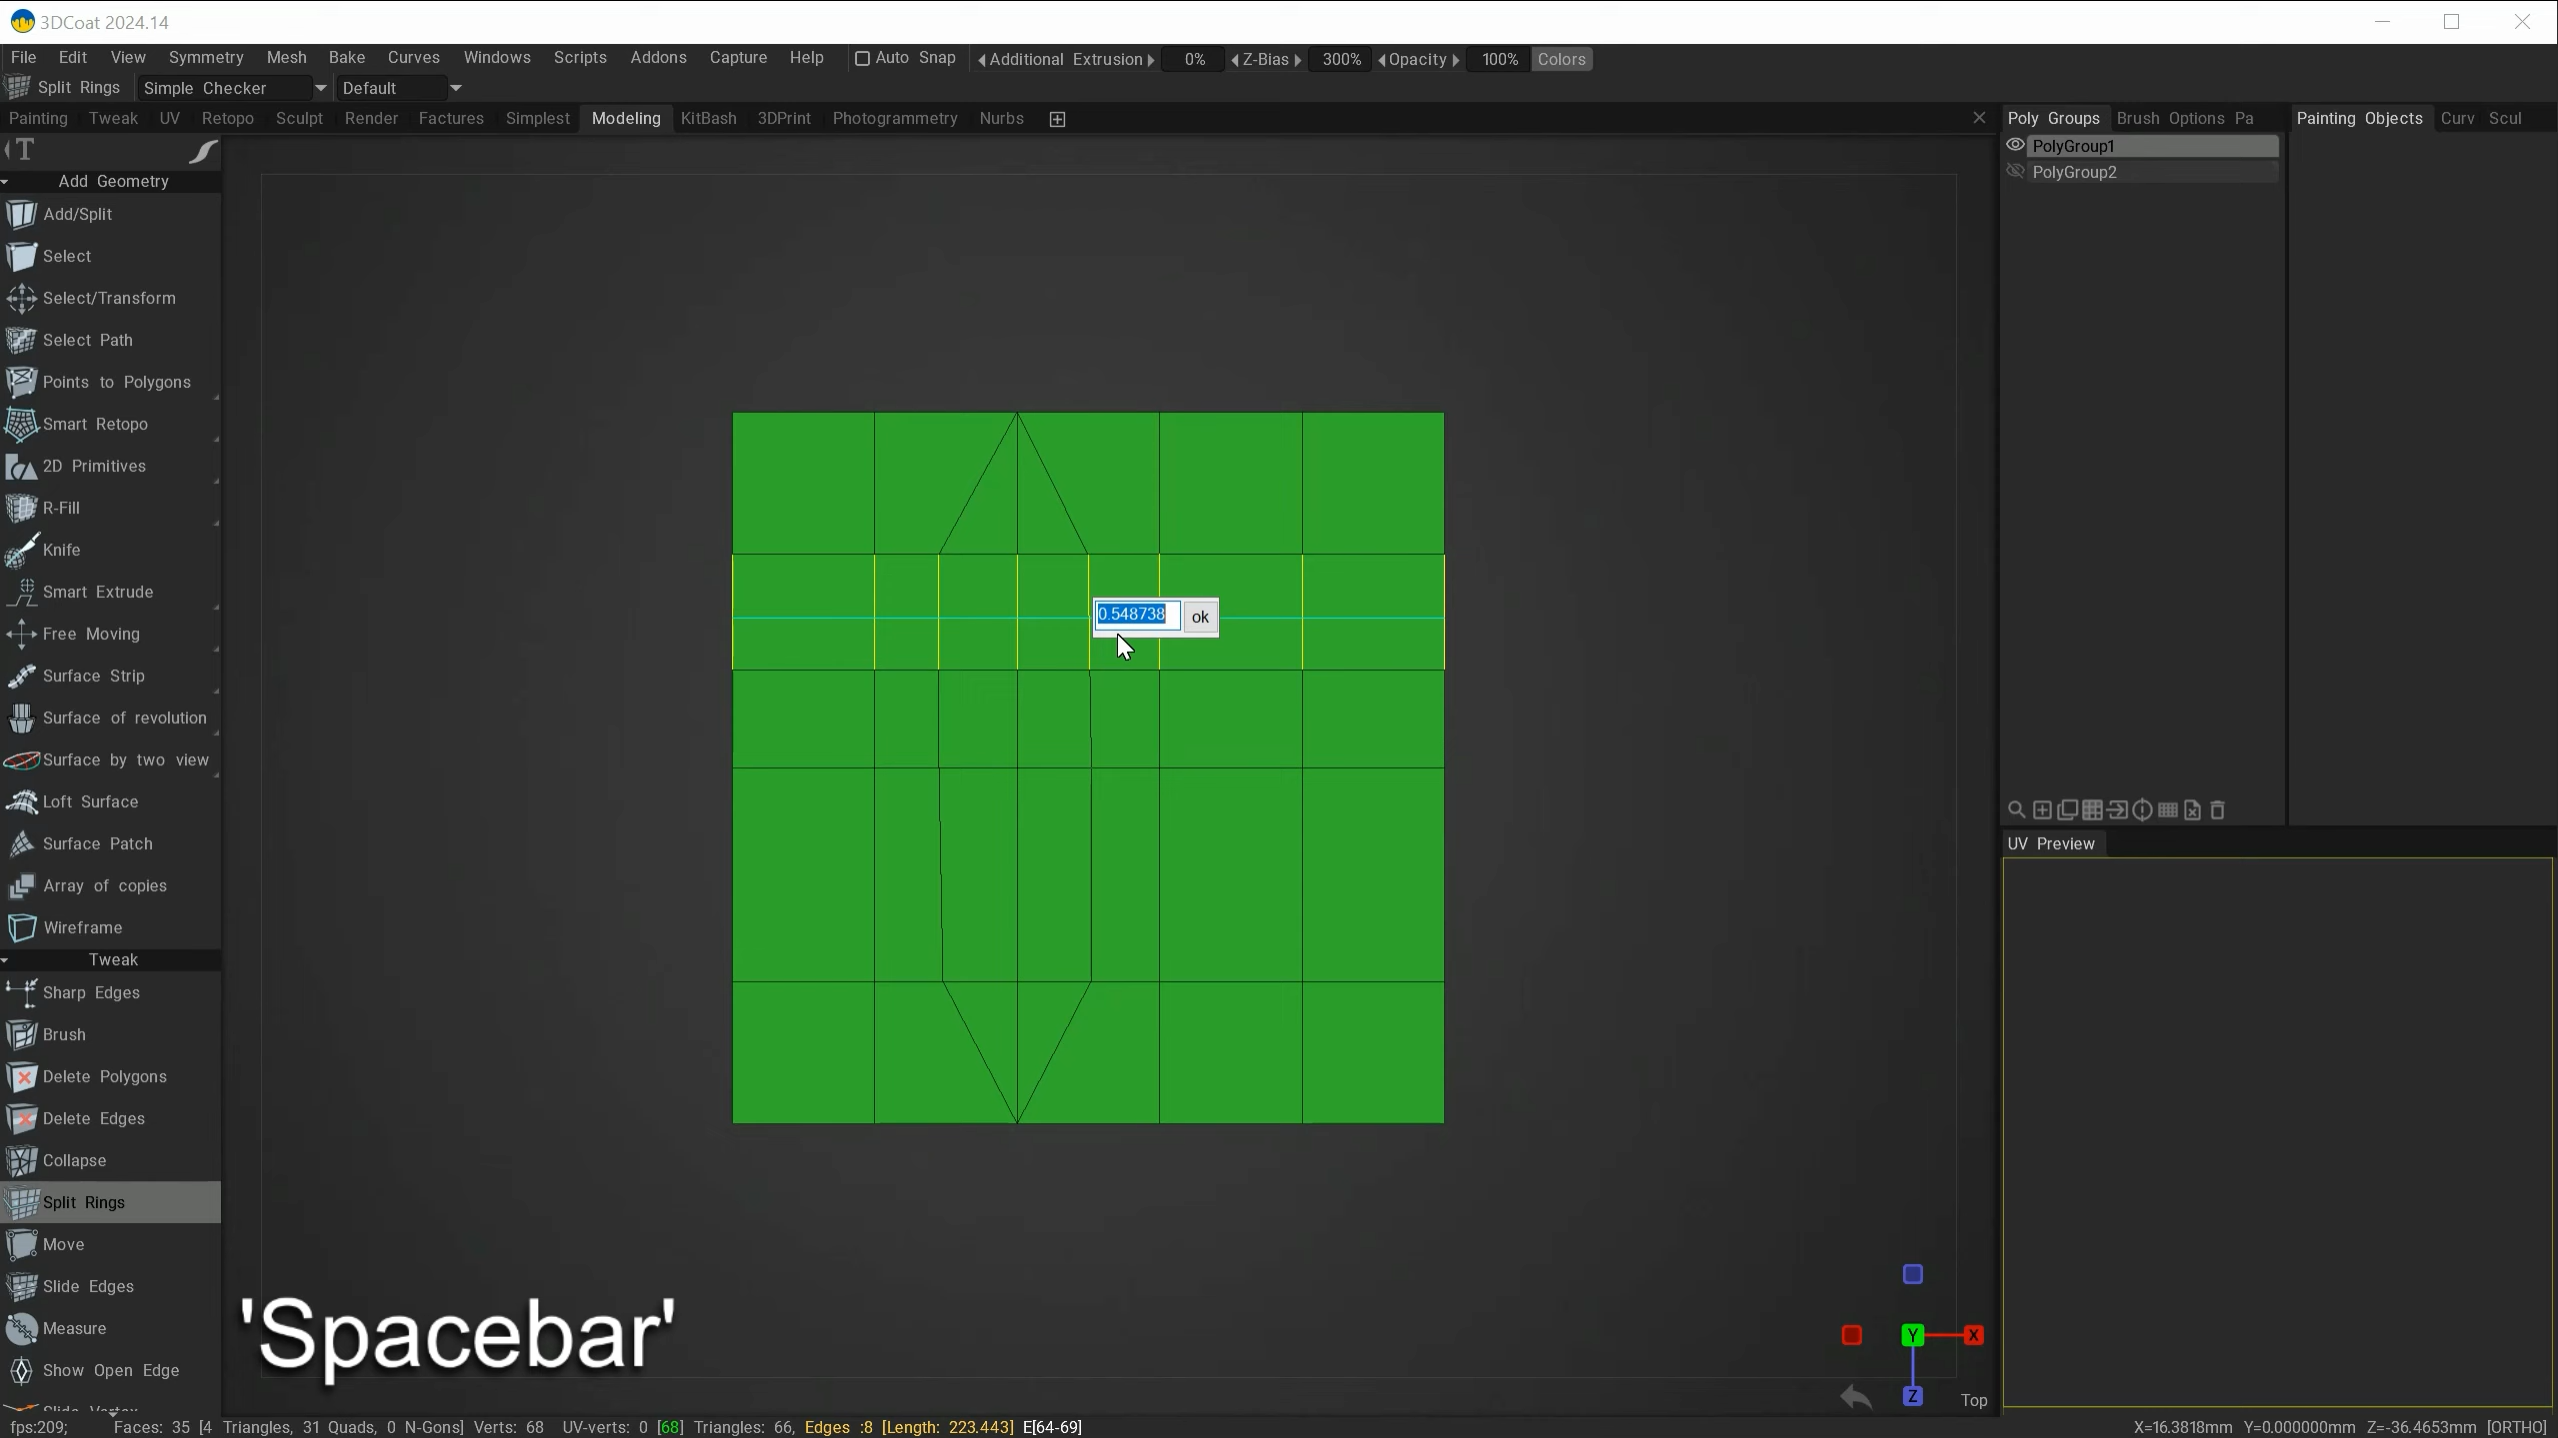 3DCoat 2024.14
File Edit View Symmetry Mesh Bake Curves Windows Scripts Addons Capture Help Auto Snap Additional Extrusion 0% Z-Bias 300% Opacity 100% Colors
Split Rings Simple Checker Default
Painting Tweak UV Retopo Render Sculpt Factures Simplest Modeling KitBash 3DPrint Photogrammetry Nurbs
Poly Groups Brush Options Pa Painting Objects Curv Scul
T
PolyGroup1
PolyGroup2
Add Geometry
Add/Split
Select
Select/Transform
Select Path
Points to Polygons
Smart Retopo
2D Primitives
R-Fill
Knife
Smart Extrude
Free Moving
Surface Strip
Surface of revolution
Surface by two view
Loft Surface
Surface Patch
Array of copies
Wireframe
Tweak
Sharp Edges
Brush
Delete Polygons
Delete Edges
Collapse
Split Rings
Move
Slide Edges
Measure
Show Open Edge
0.548738 ok
UV Preview
'Spacebar'
Y X
Z
Top
fps:209; Faces: 35 [4 Triangles, 31 Quads, 0 N-Gons] Verts: 68 UV-verts: 0 [68] Triangles: 66, Edges :8 [Length: 223.443] E[64-69]
X=16.3818mm Y=0.000000mm Z=-36.4653mm [ORTHO]